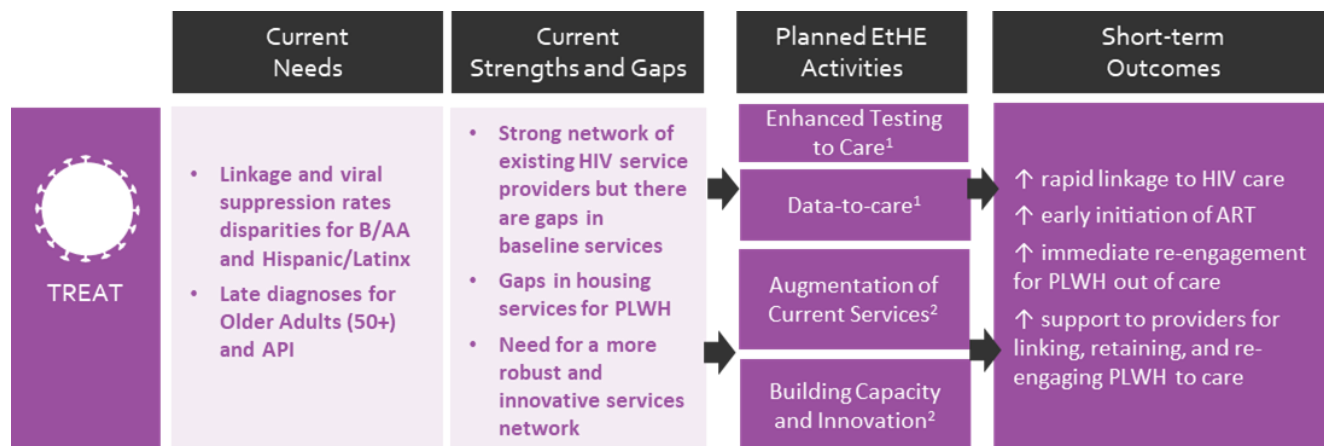 Current
Needs
Current
Strengths and Gaps
Planned EtHE
Activities
Short-term
Outcomes
TREAT
• Linkage and viral
suppression rates
disparities for B/AA
and Hispanic/Latinx
• Late diagnoses for
Older Adults (50+)
and API
• Strong network of
existing HIV service
providers but there
are gaps in
baseline services
• Gaps in housing
services for PLWH
• Need for a more
robust and
innovative services
network
Enhanced Testing
to Care¹
Data-to-care¹
Augmentation of
Current Services²
Building Capacity
and Innovation²
↑ rapid linkage to HIV care
↑ early initiation of ART
↑ immediate re-engagement
for PLWH out of care
↑ support to providers for
linking, retaining, and re-
engaging PLWH to care